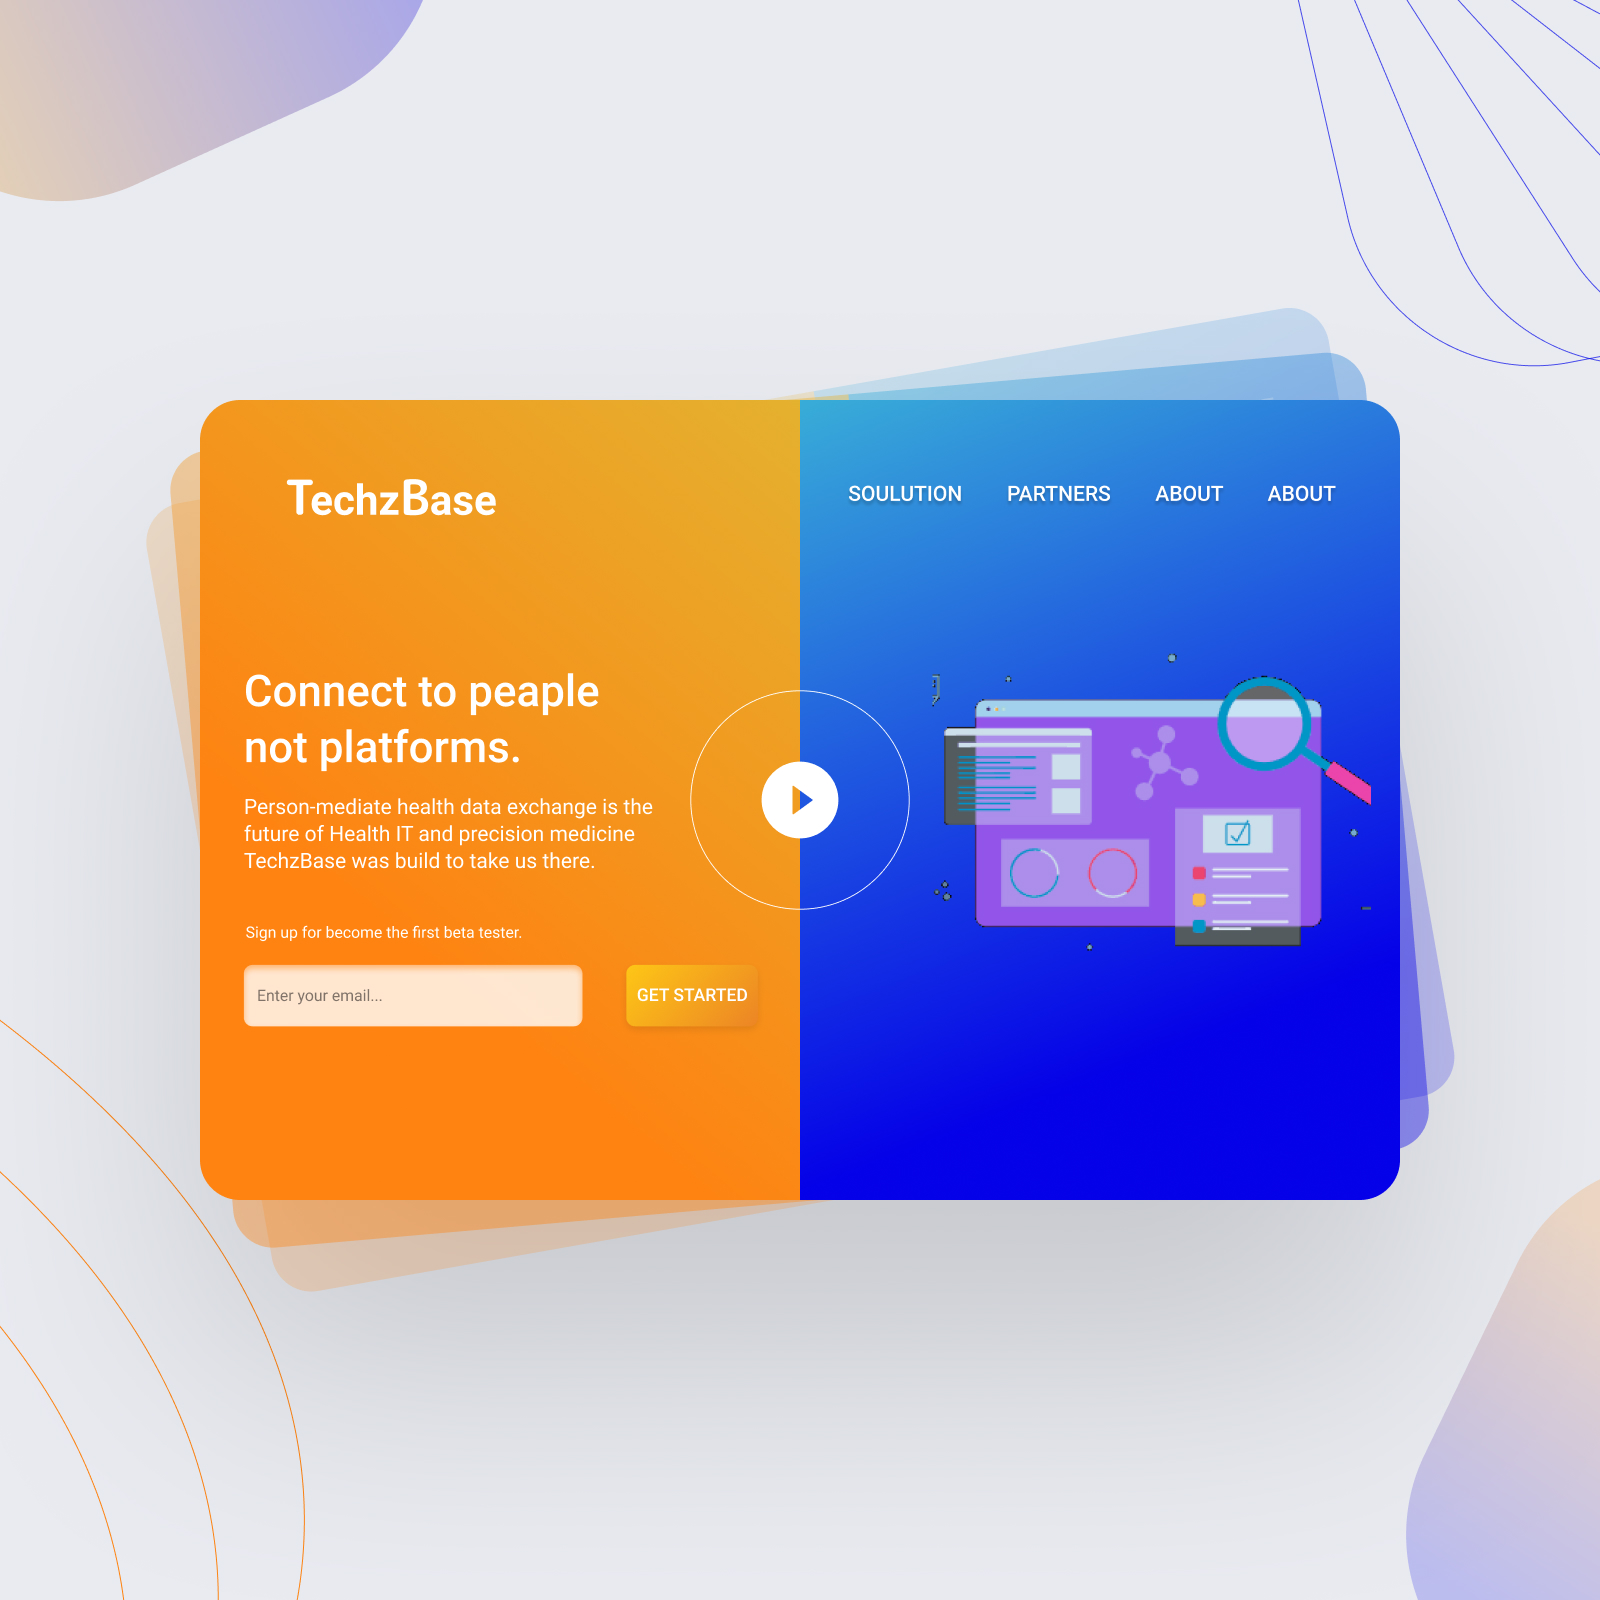 TechzBase
SOULUTION PARTNERS ABOUT ABOUT
Connect to peaple
not platforms.
Person-mediate health data exchange is the
future of Health IT and precision medicine
TechzBase was build to take us there.
Sign up for become the first beta tester.
Enter your email...
GET STARTED